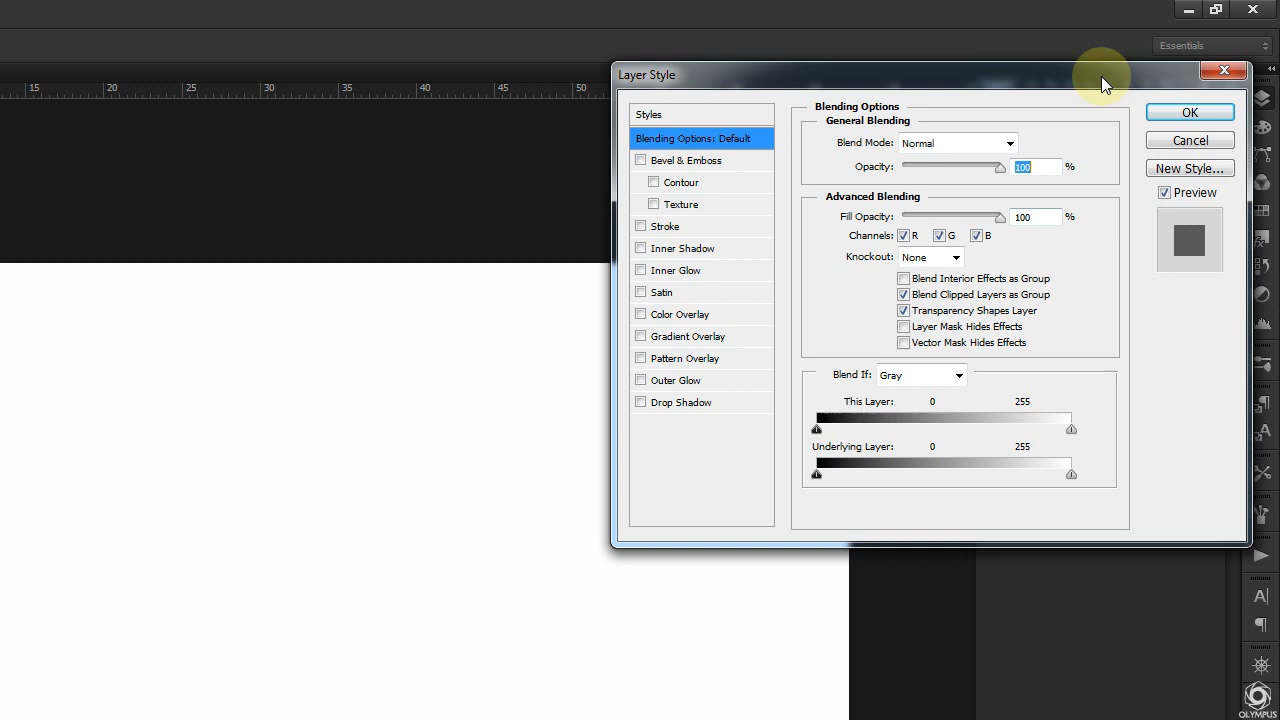 Essentials
15 20 25 30 35 40 45 50
Layer Style
Styles
Blending Options: Default
Bevel & Emboss
Contour
Texture
Stroke
Inner Shadow
Inner Glow
Satin
Color Overlay
Gradient Overlay
Pattern Overlay
Outer Glow
Drop Shadow
Blending Options
General Blending
Blend Mode: Normal
Opacity: 100 %
Advanced Blending
Fill Opacity: 100 %
Channels: R G B
Knockout: None
Blend Interior Effects as Group
Blend Clipped Layers as Group
Transparency Shapes Layer
Layer Mask Hides Effects
Vector Mask Hides Effects
Blend If: Gray
This Layer: 0 255
Underlying Layer: 0 255
OK
Cancel
New Style...
Preview
OLYMPUS